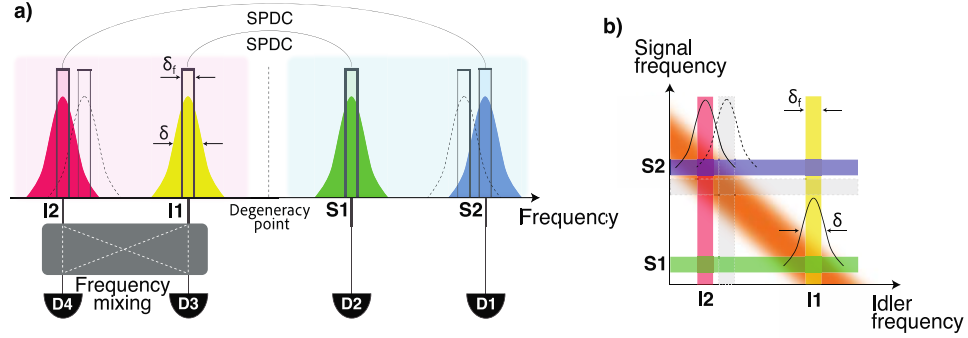 a)
SPDC
SPDC
δf
δ
I2
I1
Degeneracy
point
S1
S2
Frequency
Frequency
mixing
D4
D3
D2
D1
b)
Signal
frequency
δf
S2
δ
S1
I2
I1
Idler
frequency